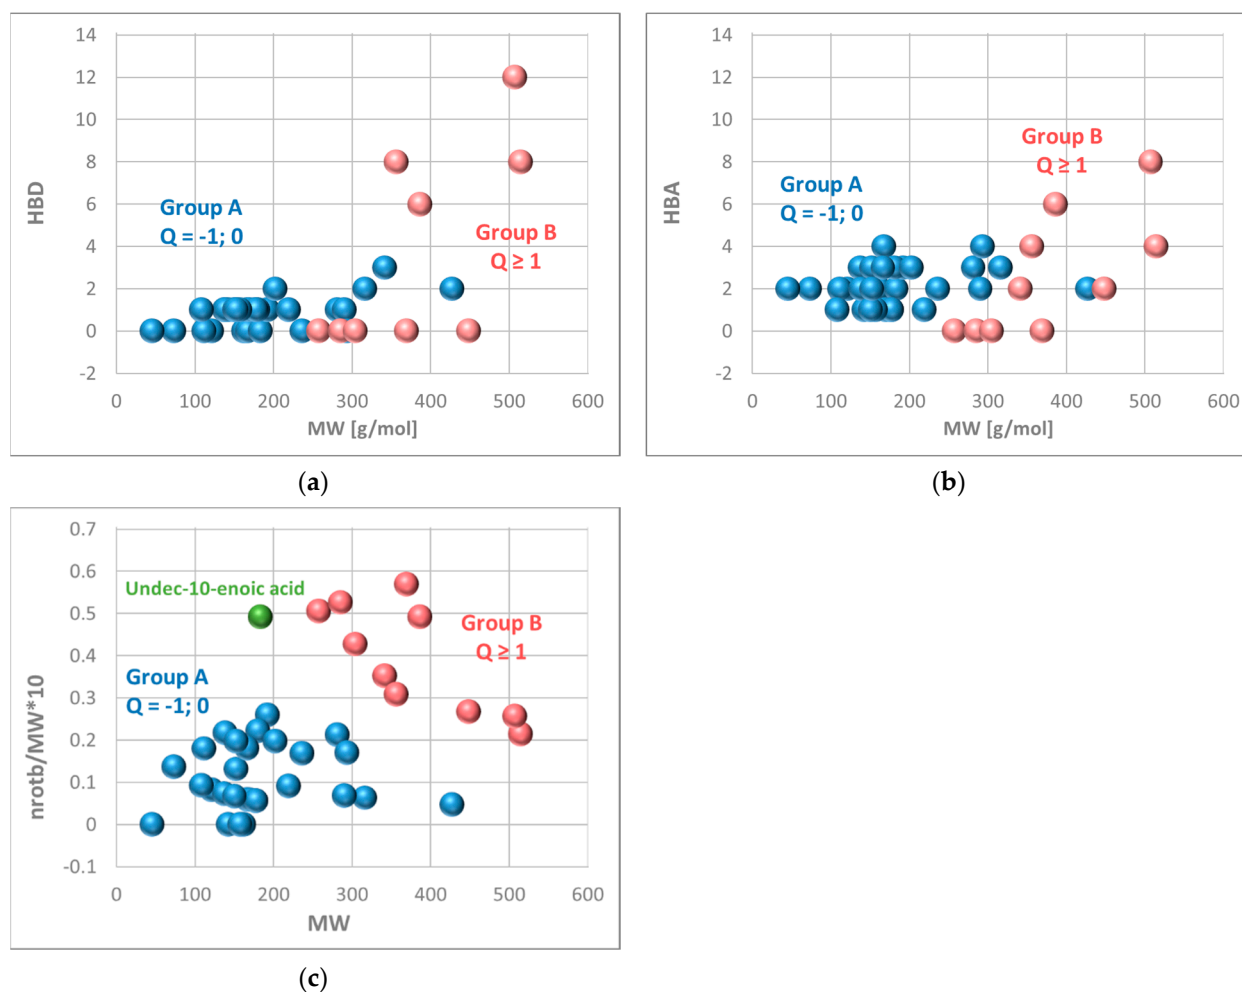 14
12
10
8
6
4
2
0
-2
HBD
Group A
Q = -1; 0
Group B
Q ≥ 1
0 100 200 300 400 500 600
MW [g/mol]
(a)
14
12
10
8
6
4
2
0
-2
HBA
Group B
Q ≥ 1
Group A
Q = -1; 0
0 100 200 300 400 500 600
MW [g/mol]
(b)
0.7
0.6
0.5
0.4
0.3
0.2
0.1
0
-0.1
nrotb/MW*10
Undec-10-enoic acid
Group B
Q ≥ 1
Group A
Q = -1; 0
0 100 200 300 400 500 600
MW
(c)